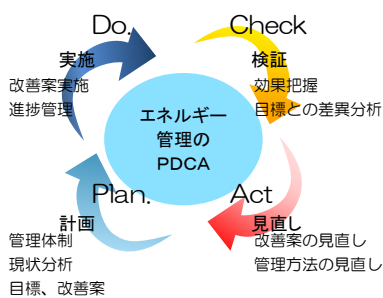 Do.
実施
改善案実施
進捗管理
Check
検証
効果把握
目標との差異分析
エネルギー
管理の
PDCA
Plan.
計画
管理体制
現状分析
目標、改善案
Act
見直し
改善案の見直し
管理方法の見直し